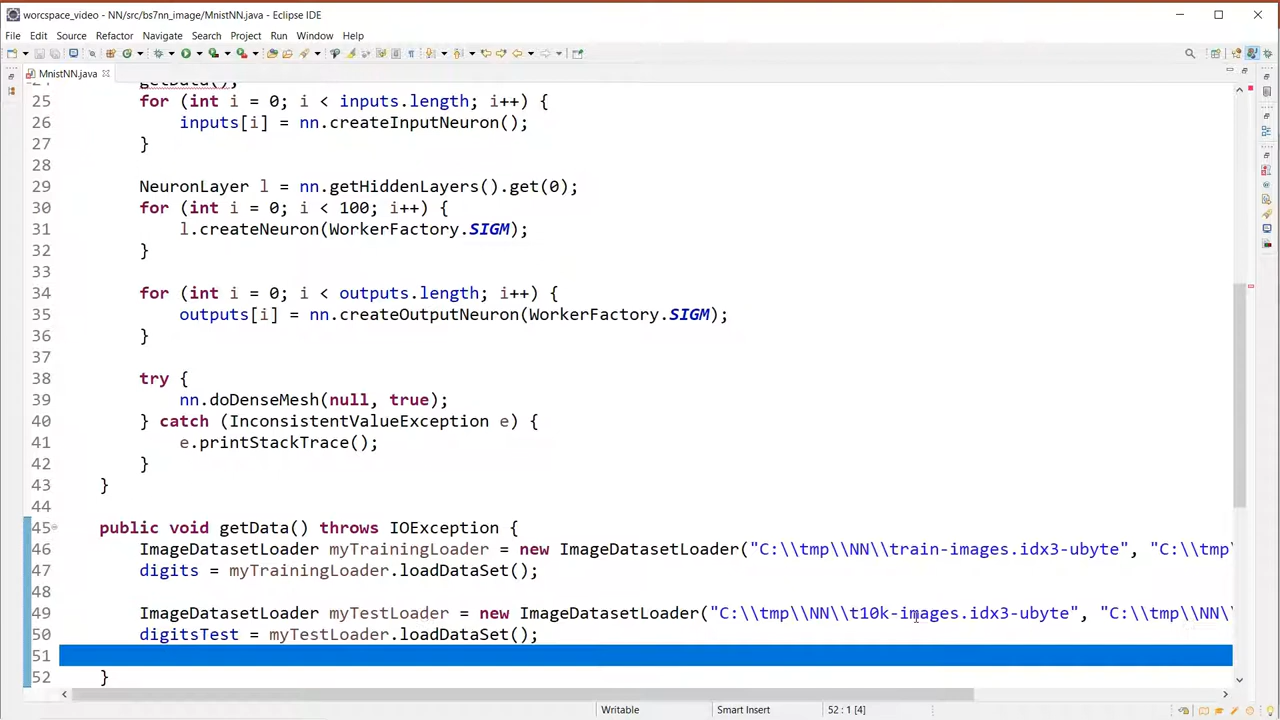 worcspace_video - NN/src/bs7nn_image/MnistNN.java - Eclipse IDE
File Edit Source Refactor Navigate Search Project Run Window Help
MnistNN.java
24 getData();
25 for (int i = 0; i < inputs.length; i++) {
26 inputs[i] = nn.createInputNeuron();
27 }
28
29 NeuronLayer l = nn.getHiddenLayers().get(0);
30 for (int i = 0; i < 100; i++) {
31 l.createNeuron(WorkerFactory.SIGM);
32 }
33
34 for (int i = 0; i < outputs.length; i++) {
35 outputs[i] = nn.createOutputNeuron(WorkerFactory.SIGM);
36 }
37
38 try {
39 nn.doDenseMesh(null, true);
40 } catch (InconsistentValueException e) {
41 e.printStackTrace();
42 }
43 }
44
45 public void getData() throws IOException {
46 ImageDatasetLoader myTrainingLoader = new ImageDatasetLoader("C:\\tmp\\NN\\train-images.idx3-ubyte", "C:\\tmp\
47 digits = myTrainingLoader.loadDataSet();
48
49 ImageDatasetLoader myTestLoader = new ImageDatasetLoader("C:\\tmp\\NN\\t10k-images.idx3-ubyte", "C:\\tmp\\NN\
50 digitsTest = myTestLoader.loadDataSet();
51
52 }
Writable Smart Insert 52 : 1 [4]